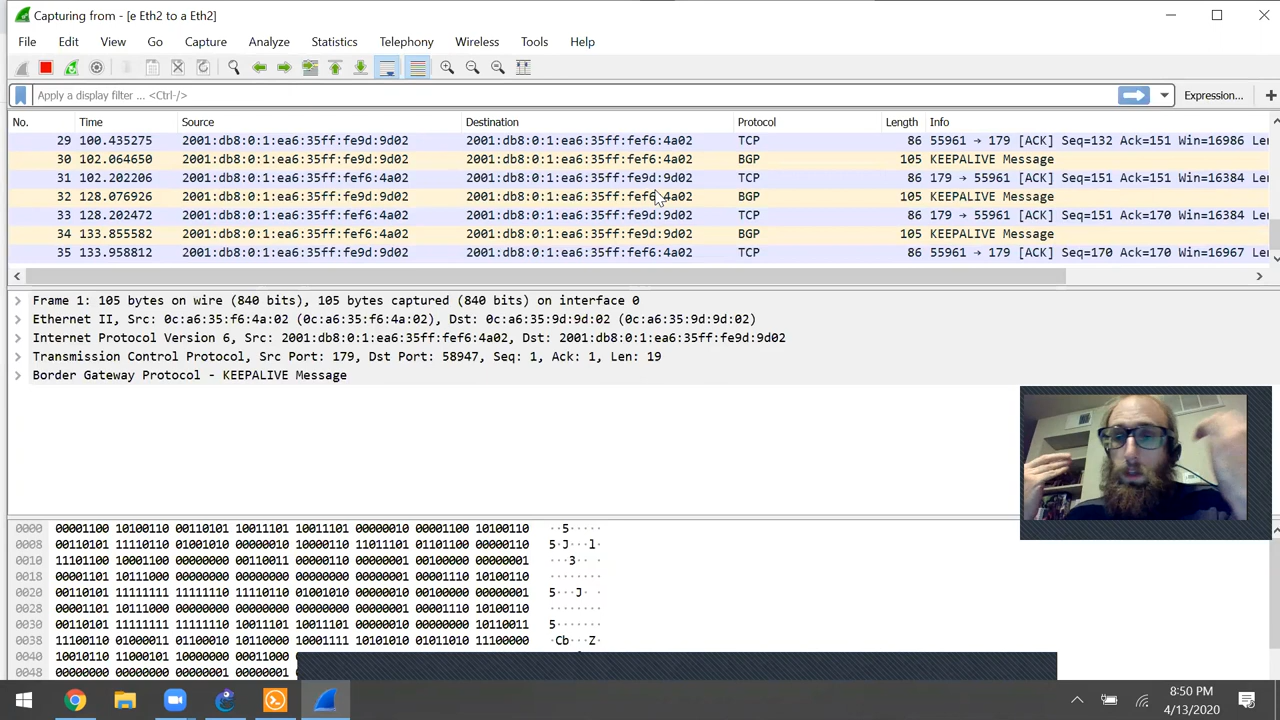 Capturing from - [e Eth2 to a Eth2]
File Edit View Go Capture Analyze Statistics Telephony Wireless Tools Help
Apply a display filter ... <Ctrl-/> Expression... +
No. Time Source Destination Protocol Length Info
29 100.435275 2001:db8:0:1:ea6:35ff:fe9d:9d02 2001:db8:0:1:ea6:35ff:fef6:4a02 TCP 86 55961 → 179 [ACK] Seq=132 Ack=151 Win=16986 Le
30 102.064650 2001:db8:0:1:ea6:35ff:fe9d:9d02 2001:db8:0:1:ea6:35ff:fef6:4a02 BGP 105 KEEPALIVE Message
31 102.202206 2001:db8:0:1:ea6:35ff:fef6:4a02 2001:db8:0:1:ea6:35ff:fe9d:9d02 TCP 86 179 → 55961 [ACK] Seq=151 Ack=151 Win=16384 Le
32 128.076926 2001:db8:0:1:ea6:35ff:fe9d:9d02 2001:db8:0:1:ea6:35ff:fef6:4a02 BGP 105 KEEPALIVE Message
33 128.202472 2001:db8:0:1:ea6:35ff:fef6:4a02 2001:db8:0:1:ea6:35ff:fe9d:9d02 TCP 86 179 → 55961 [ACK] Seq=151 Ack=170 Win=16384 Le
34 133.855582 2001:db8:0:1:ea6:35ff:fef6:4a02 2001:db8:0:1:ea6:35ff:fe9d:9d02 BGP 105 KEEPALIVE Message
35 133.958812 2001:db8:0:1:ea6:35ff:fe9d:9d02 2001:db8:0:1:ea6:35ff:fef6:4a02 TCP 86 55961 → 179 [ACK] Seq=170 Ack=170 Win=16967 Le
Frame 1: 105 bytes on wire (840 bits), 105 bytes captured (840 bits) on interface 0
Ethernet II, Src: 0c:a6:35:f6:4a:02 (0c:a6:35:f6:4a:02), Dst: 0c:a6:35:9d:9d:02 (0c:a6:35:9d:9d:02)
Internet Protocol Version 6, Src: 2001:db8:0:1:ea6:35ff:fef6:4a02, Dst: 2001:db8:0:1:ea6:35ff:fe9d:9d02
Transmission Control Protocol, Src Port: 179, Dst Port: 58947, Seq: 1, Ack: 1, Len: 19
Border Gateway Protocol - KEEPALIVE Message
0000 00001100 10100110 00110101 10011101 10011101 00000010 00001100 10100110 ··5·····
0008 00110101 11110110 01001010 00000010 10000110 11011101 01101100 00000110 5·J···l·
0010 11101100 10001100 00000000 00110011 00000110 00000001 00100000 00000001 ···3·· ·
0018 00001101 10111000 00000000 00000000 00000000 00000001 00001110 10100110 ········
0020 00110101 11111111 11111110 11110110 01001010 00000010 00100000 00000001 5···J· ·
0028 00001101 10111000 00000000 00000000 00000000 00000001 00001110 10100110 ········
0030 00110101 11111111 11111110 10011101 10011101 00000010 00000000 10110011 5·······
0038 11100110 01000011 01100010 10110000 10001111 10101010 01011010 11100000 ·Cb···Z·
0040 10010110 11000101 10000000 00011000
0048 00000000 00000001 00000001
8:50 PM
4/13/2020